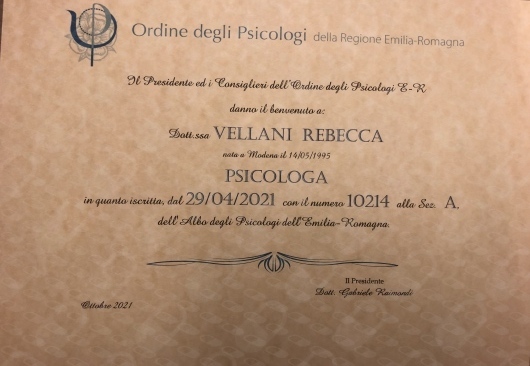 Ordine degli Psicologi della Regione Emilia-Romagna
Il Presidente ed i Consiglieri dell'Ordine degli Psicologi E-R
danno il benvenuto a:
Dott.ssa VELLANI REBECCA
nata a Modena il 14/05/1995
PSICOLOGA
in quanto iscritta, dal 29/04/2021 con il numero 10214 alla Sez. A,
dell'Albo degli Psicologi dell'Emilia-Romagna.
Il Presidente
Dott. Gabriele Raimondi
Ottobre 2021